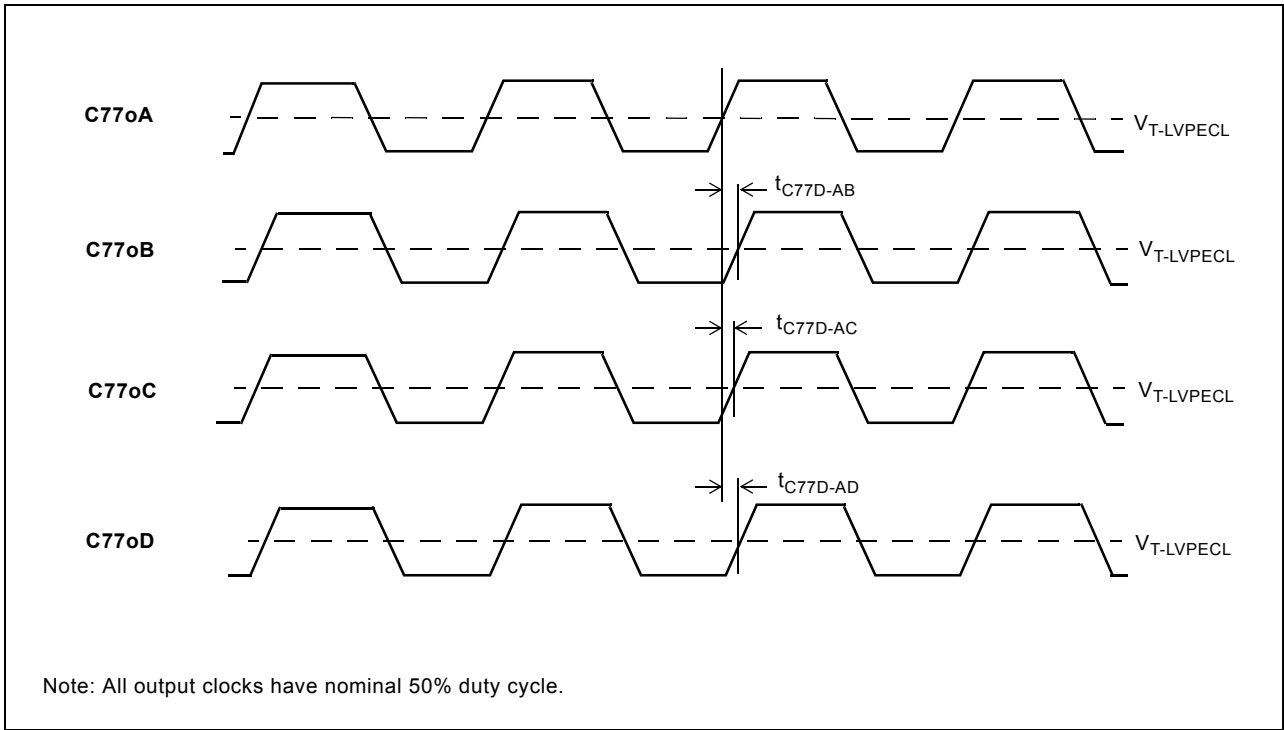 C77oA
V_T-LVPECL
t_C77D-AB
C77oB
V_T-LVPECL
t_C77D-AC
C77oC
V_T-LVPECL
t_C77D-AD
C77oD
V_T-LVPECL
Note: All output clocks have nominal 50% duty cycle.